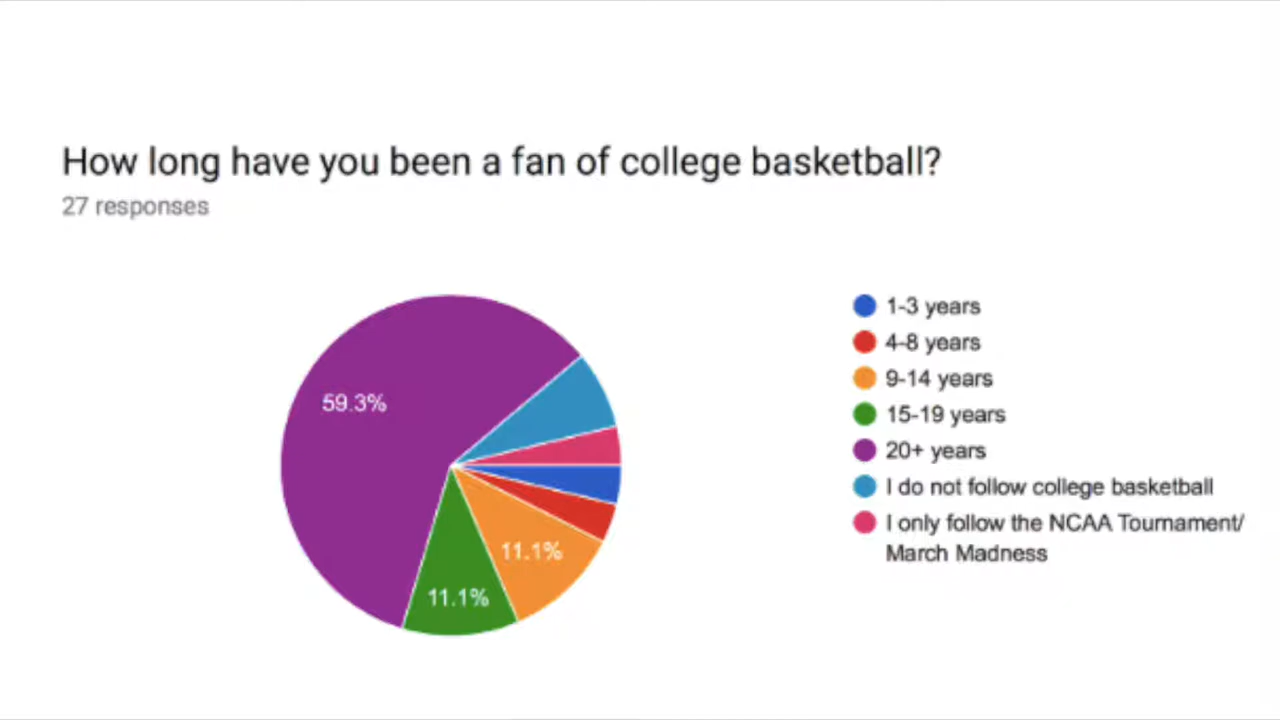 How long have you been a fan of college basketball?
27 responses
59.3%
11.1%
11.1%
1-3 years
4-8 years
9-14 years
15-19 years
20+ years
I do not follow college basketball
I only follow the NCAA Tournament/
March Madness